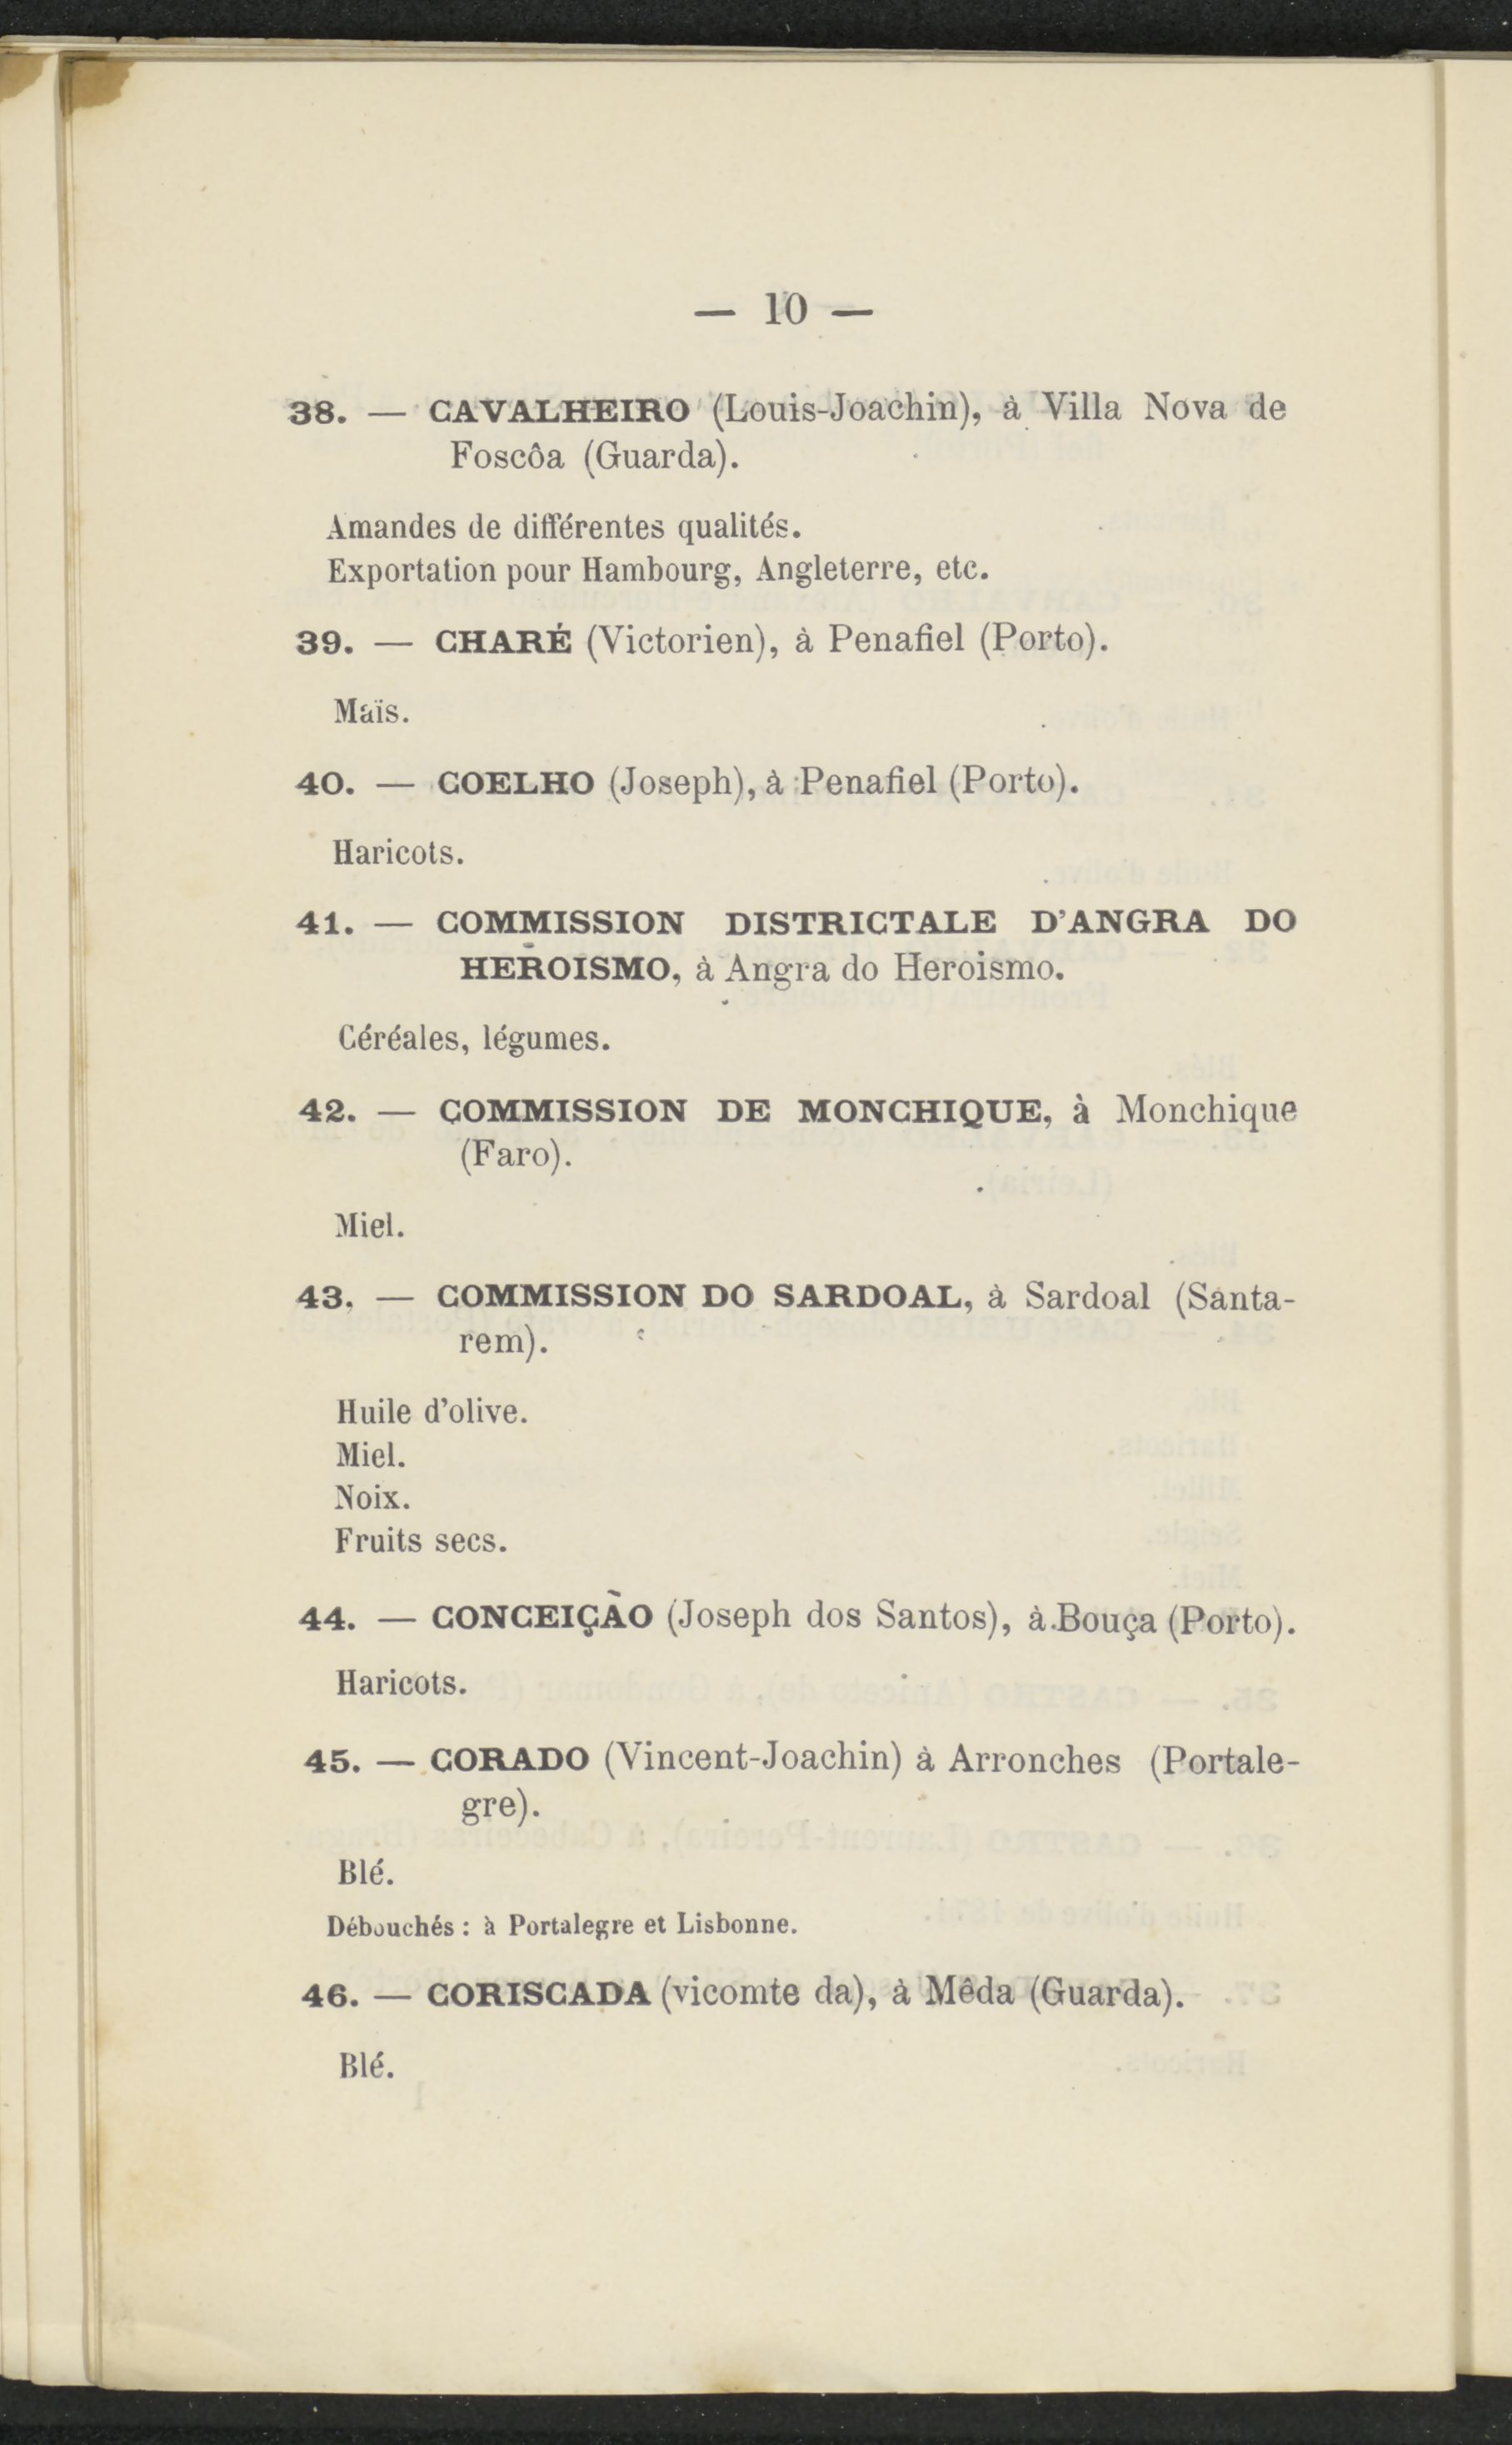 — 10 —
38. — CAVALHEIRO (Louis-Joachin), à Villa Nova de
Foscôa (Guarda).
Amandes de différentes qualités.
Exportation pour Hambourg, Angleterre, etc.
39. — CHARÉ (Victorien), à Penafiel (Porto).
Maïs.
40. — COELHO (Joseph), à Penafiel (Porto).
Haricots.
41. — COMMISSION DISTRICTALE D'ANGRA DO
HEROISMO, à Angra do Heroismo.
Céréales, légumes.
42. — COMMISSION DE MONCHIQUE, à Monchique
(Faro).
Miel.
43. — COMMISSION DO SARDOAL, à Sardoal (Santa-
rem).
Huile d'olive.
Miel.
Noix.
Fruits secs.
44. — CONCEIÇÃO (Joseph dos Santos), à Bouça (Porto).
Haricots.
45. — CORADO (Vincent-Joachin) à Arronches (Portale-
gre).
Blé.
Débouchés : à Portalegre et Lisbonne.
46. — CORISCADA (vicomte da), à Mêda (Guarda).
Blé.